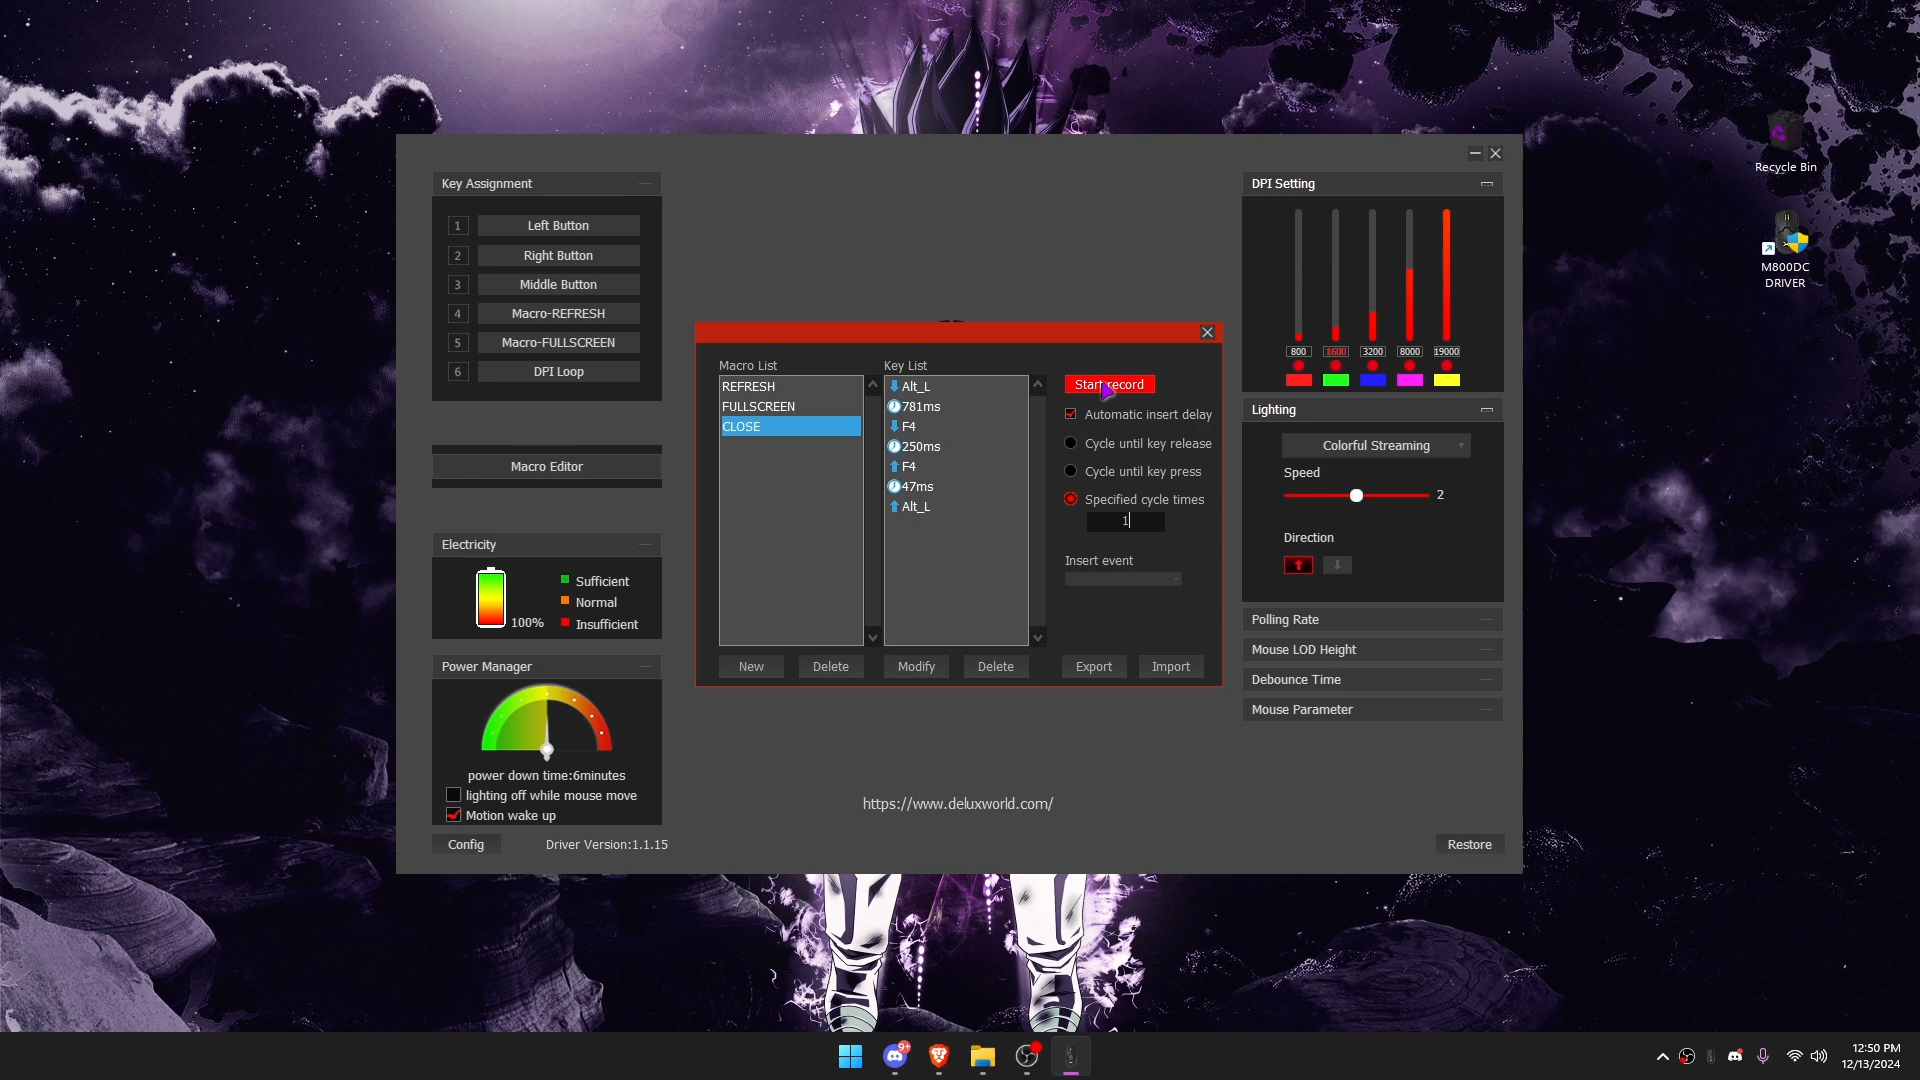 Recycle Bin
M800DC
DRIVER
Key Assignment
1 Left Button
2 Right Button
3 Middle Button
4 Macro-REFRESH
5 Macro-FULLSCREEN
6 DPI Loop
Macro Editor
Electricity
100%
Sufficient
Normal
Insufficient
Power Manager
power down time:6minutes
lighting off while mouse move
Motion wake up
Config
Driver Version:1.1.15
Macro List
REFRESH
FULLSCREEN
CLOSE
New Delete
Key List
Alt_L
781ms
F4
250ms
F4
47ms
Alt_L
Modify Delete
Start record
Automatic insert delay
Cycle until key release
Cycle until key press
Specified cycle times
1
Insert event
Export Import
https://www.deluxworld.com/
DPI Setting
800 1600 3200 8000 19000
Lighting
Colorful Streaming
Speed
2
Direction
Polling Rate
Mouse LOD Height
Debounce Time
Mouse Parameter
Restore
9+
12:50 PM
12/13/2024